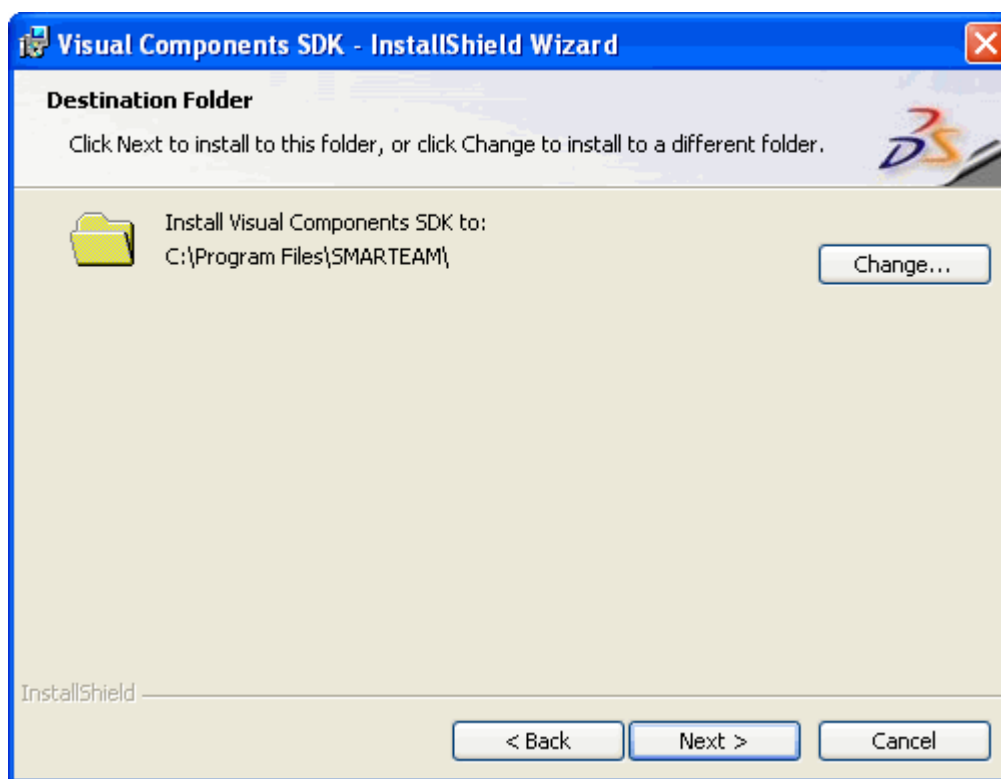 Visual Components SDK - InstallShield Wizard
Destination Folder
Click Next to install to this folder, or click Change to install to a different folder.
DS
Install Visual Components SDK to:
C:\Program Files\SMARTEAM\
Change...
InstallShield
< Back
Next >
Cancel